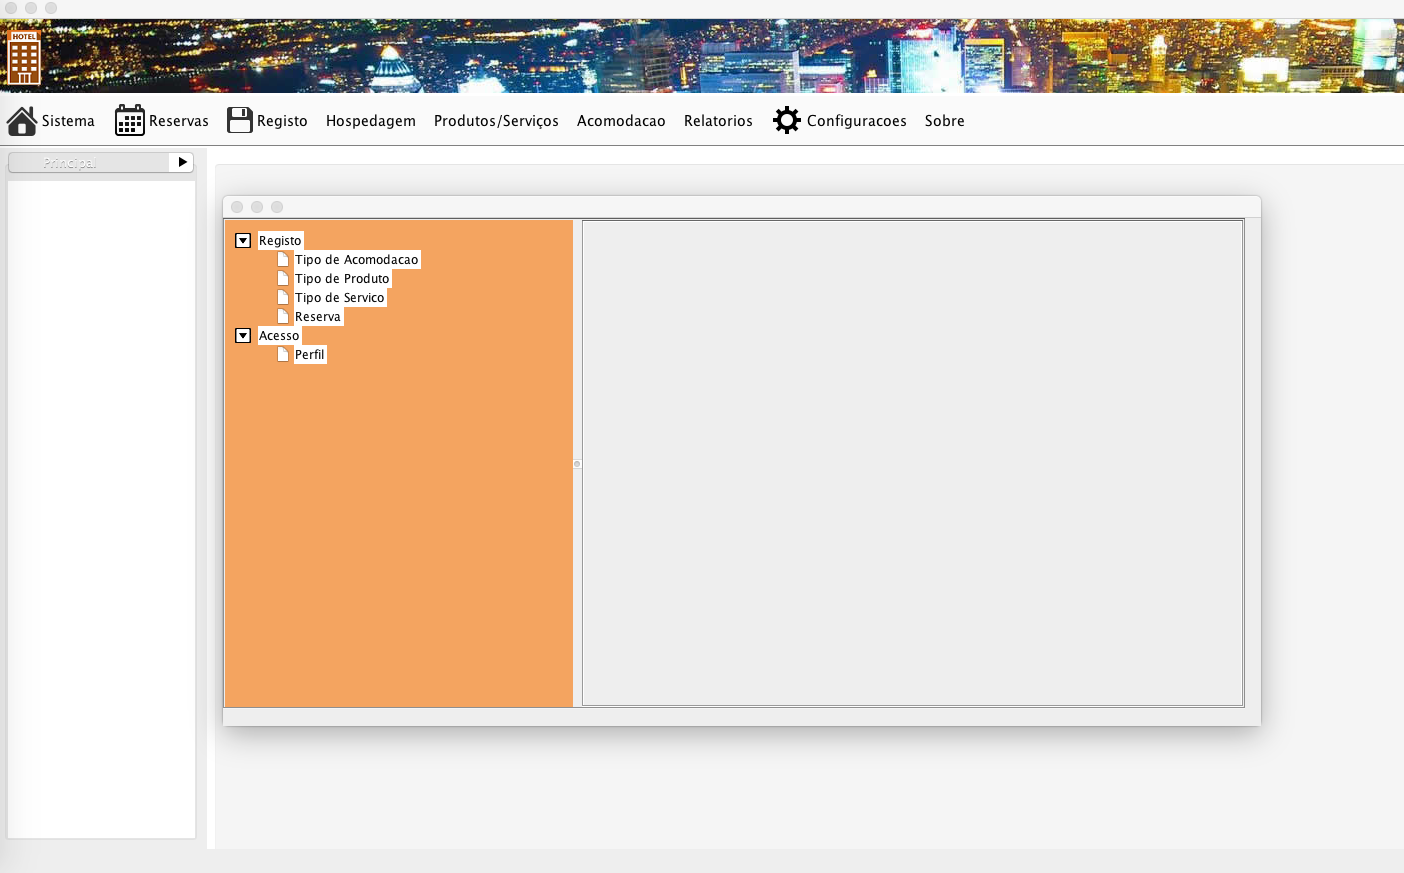 HOTEL
Sistema Reservas Registo Hospedagem Produtos/Serviços Acomodacao Relatorios Configuracoes Sobre
Principal
Registo
Tipo de Acomodacao
Tipo de Produto
Tipo de Servico
Reserva
Acesso
Perfil